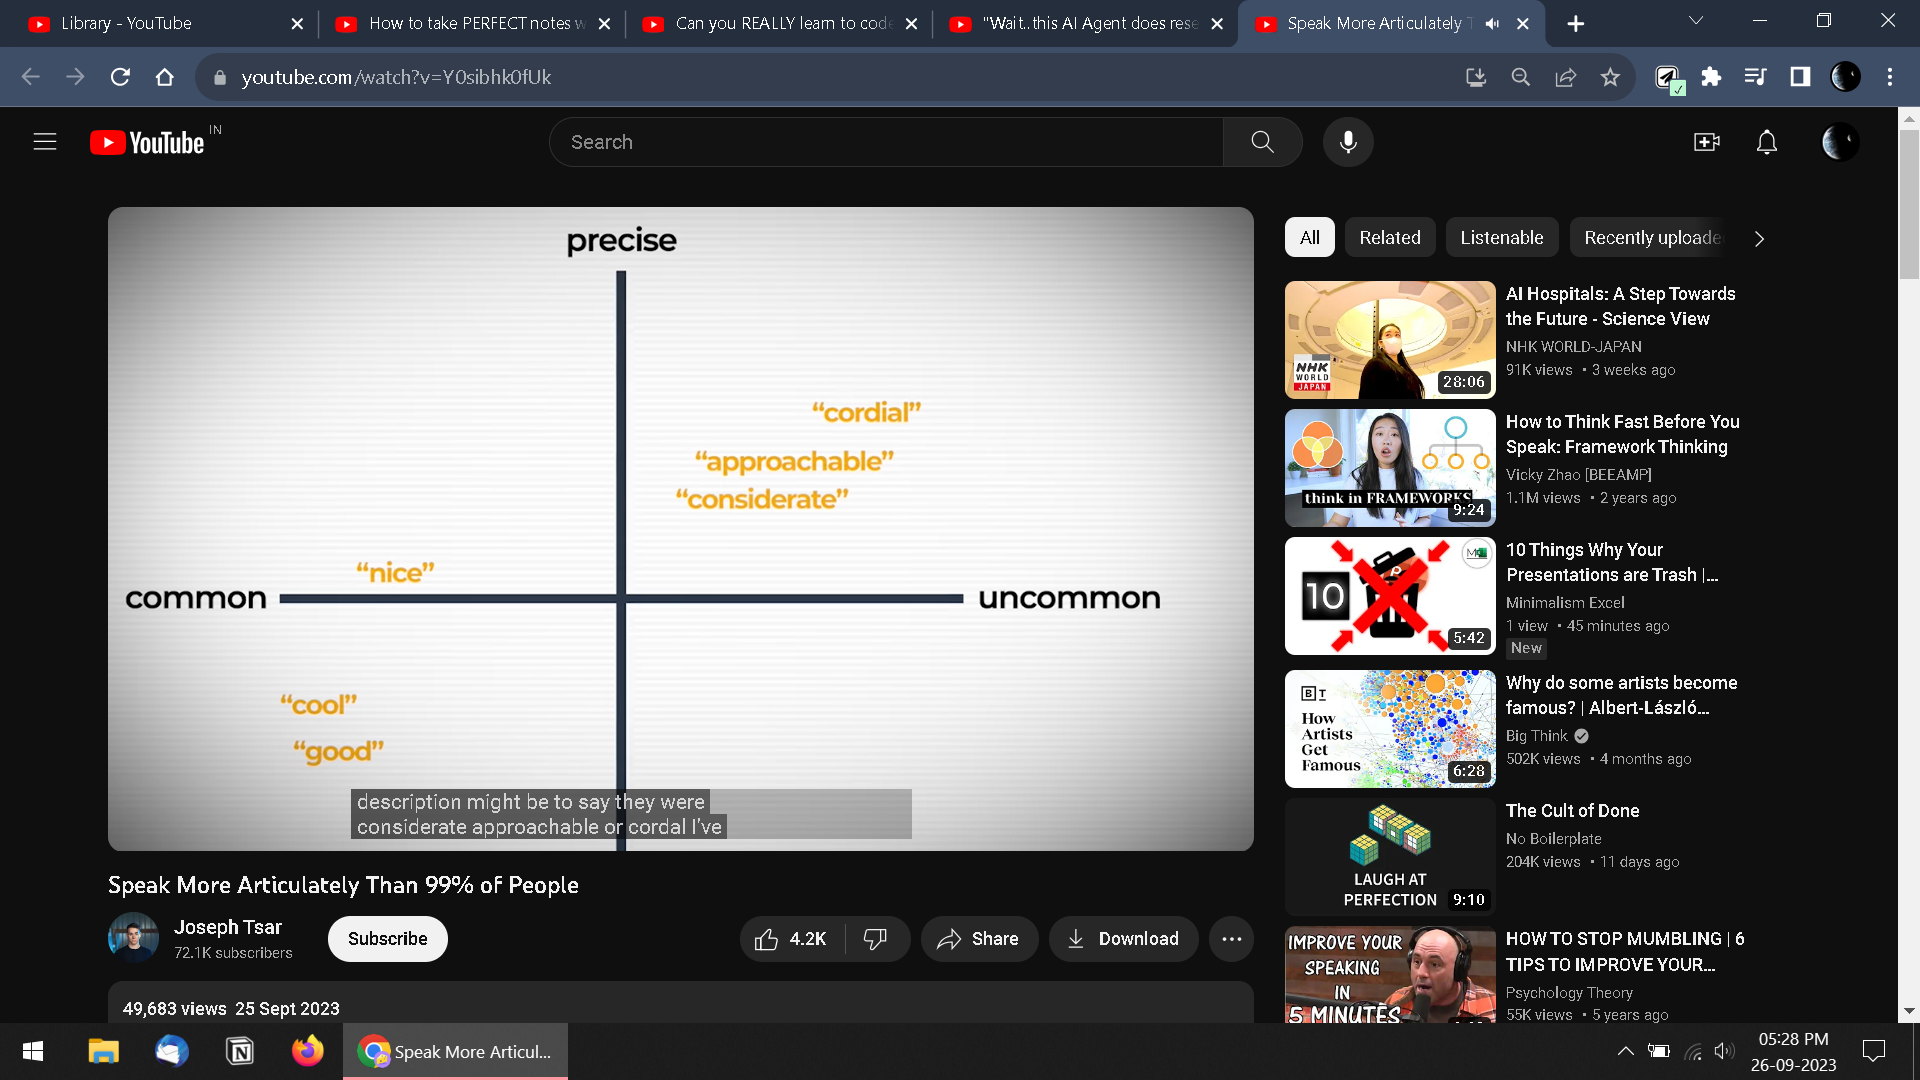 Library - YouTube
How to take PERFECT notes w
Can you REALLY learn to code
"Wait..this AI Agent does rese
Speak More Articulately T
youtube.com/watch?v=Y0sibhk0fUk
YouTube IN
Search
precise
"cordial"
"approachable"
"considerate"
"nice"
common
uncommon
"cool"
"good"
description might be to say they were
considerate approachable or cordal I've
Speak More Articulately Than 99% of People
Joseph Tsar
72.1K subscribers
Subscribe
4.2K
Share
Download
49,683 views 25 Sept 2023
All
Related
Listenable
Recently uploade
NHK
WORLD
JAPAN
28:06
AI Hospitals: A Step Towards
the Future - Science View
NHK WORLD-JAPAN
91K views • 3 weeks ago
think in FRAMEWORKS
9:24
How to Think Fast Before You
Speak: Framework Thinking
Vicky Zhao [BEEAMP]
1.1M views • 2 years ago
10
P
5:42
10 Things Why Your
Presentations are Trash |...
Minimalism Excel
1 view • 45 minutes ago
New
B T
How
Artists
Get
Famous
6:28
Why do some artists become
famous? | Albert-László...
Big Think
502K views • 4 months ago
LAUGH AT
PERFECTION
9:10
The Cult of Done
No Boilerplate
204K views • 11 days ago
IMPROVE YOUR
SPEAKING
IN
5 MINUTES
HOW TO STOP MUMBLING | 6
TIPS TO IMPROVE YOUR...
Psychology Theory
55K views • 5 years ago
Speak More Articul...
05:28 PM
26-09-2023